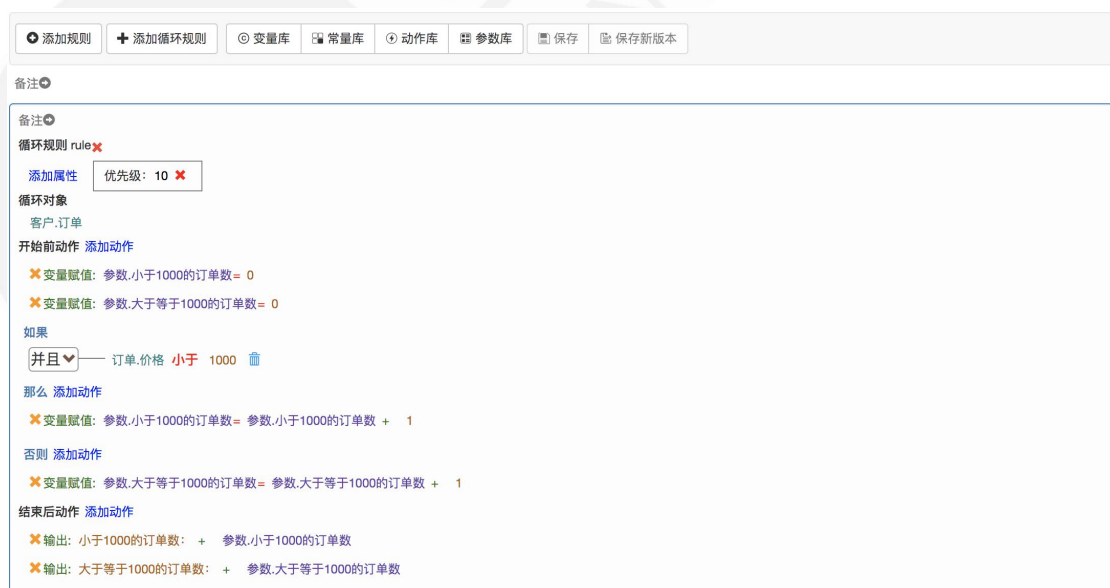 添加规则 添加循环规则 变量库 常量库 动作库 参数库 保存 保存新版本
备注
备注
循环规则 rule
添加属性 优先级: 10
循环对象
客户.订单
开始前动作 添加动作
变量赋值: 参数.小于1000的订单数= 0
变量赋值: 参数.大于等于1000的订单数= 0
如果
并且 订单.价格 小于 1000
那么 添加动作
变量赋值: 参数.小于1000的订单数= 参数.小于1000的订单数 + 1
否则 添加动作
变量赋值: 参数.大于等于1000的订单数= 参数.大于等于1000的订单数 + 1
结束后动作 添加动作
输出: 小于1000的订单数: + 参数.小于1000的订单数
输出: 大于等于1000的订单数: + 参数.大于等于1000的订单数